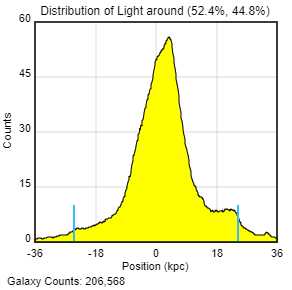 Distribution of Light around (52.4%, 44.8%)
60
45
30
15
0
Counts
-36 -18 0 18 36
Position (kpc)
Galaxy Counts: 206,568